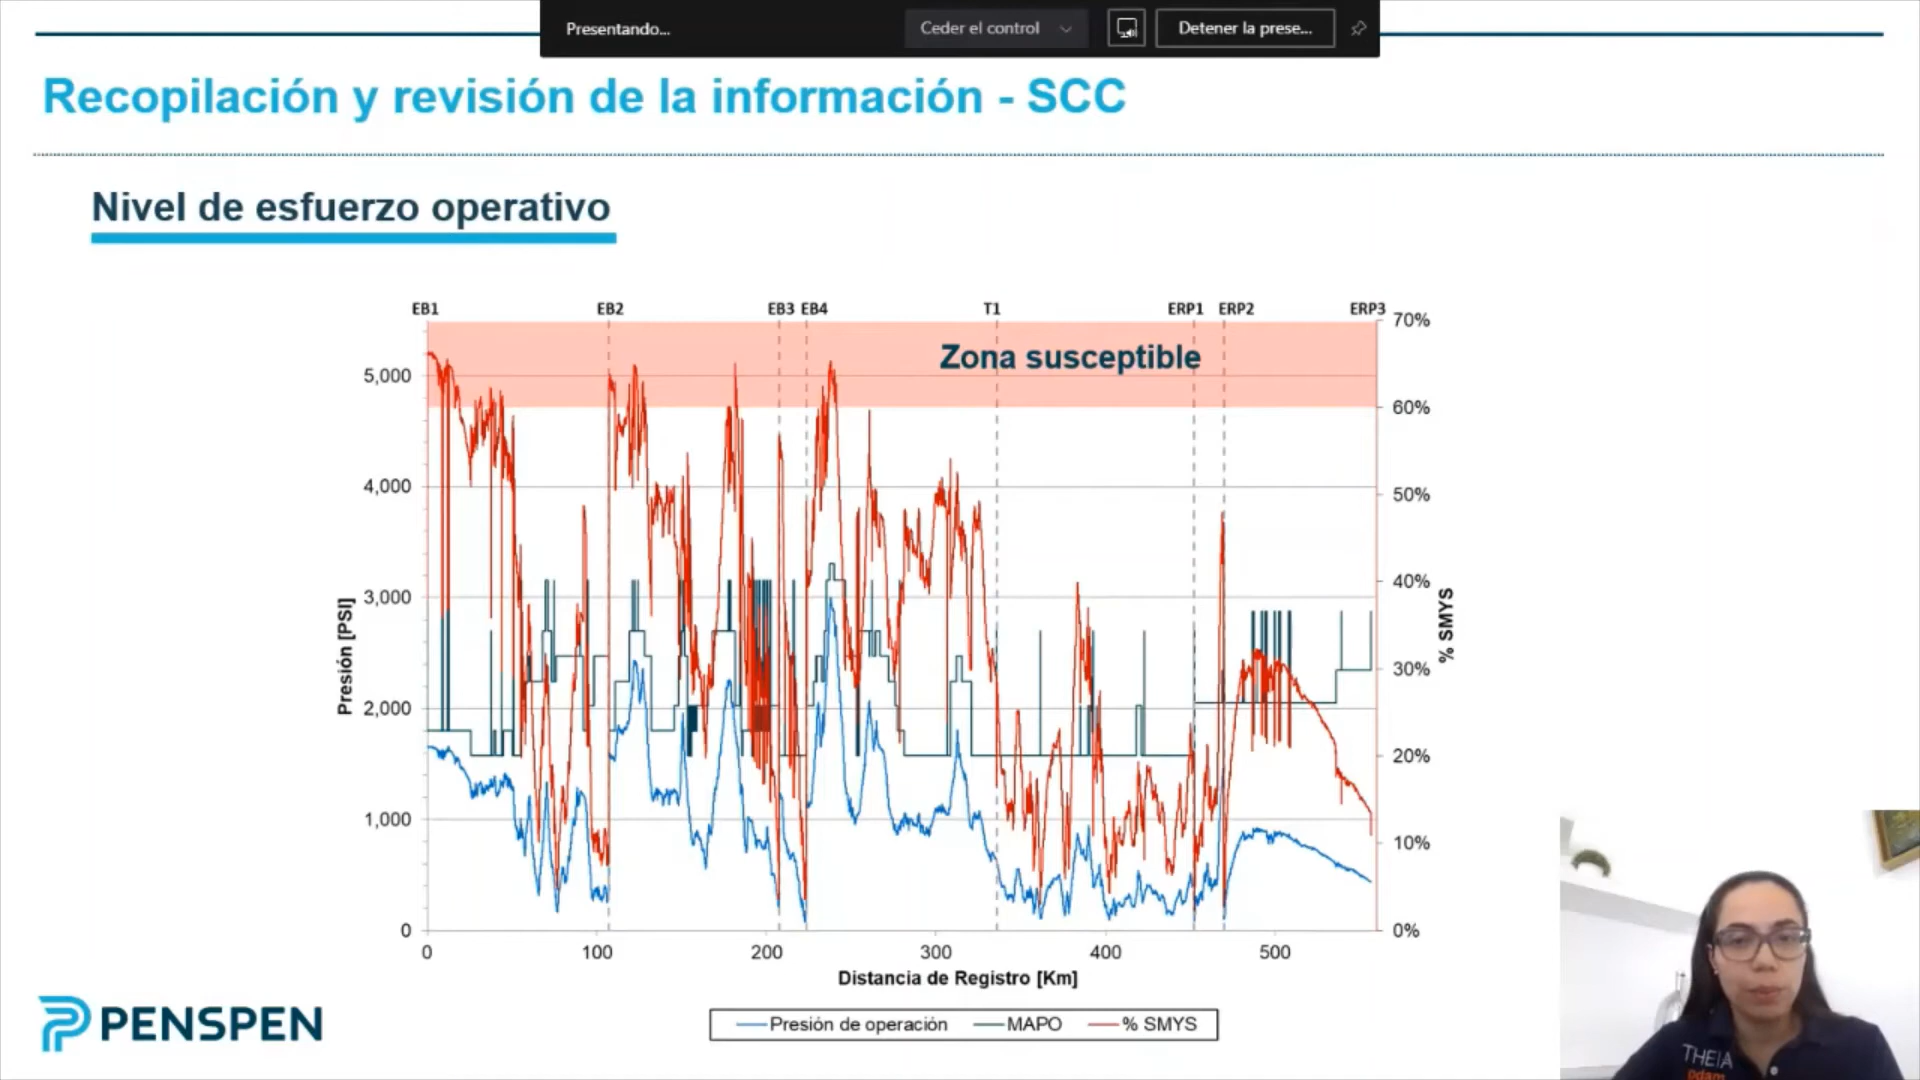 Presentando...
Ceder el control
Detener la prese...
Recopilación y revisión de la información - SCC
Nivel de esfuerzo operativo
EB1 EB2 EB3 EB4 T1 ERP1 ERP2 ERP3
Zona susceptible
70%
5,000
60%
4,000
50%
3,000
40%
2,000
30%
1,000
20%
10%
0
0%
Presión [PSI]
% SMYS
0 100 200 300 400 500
Distancia de Registro [Km]
Presión de operación MAPO % SMYS
PENSPEN
THEIA
odam